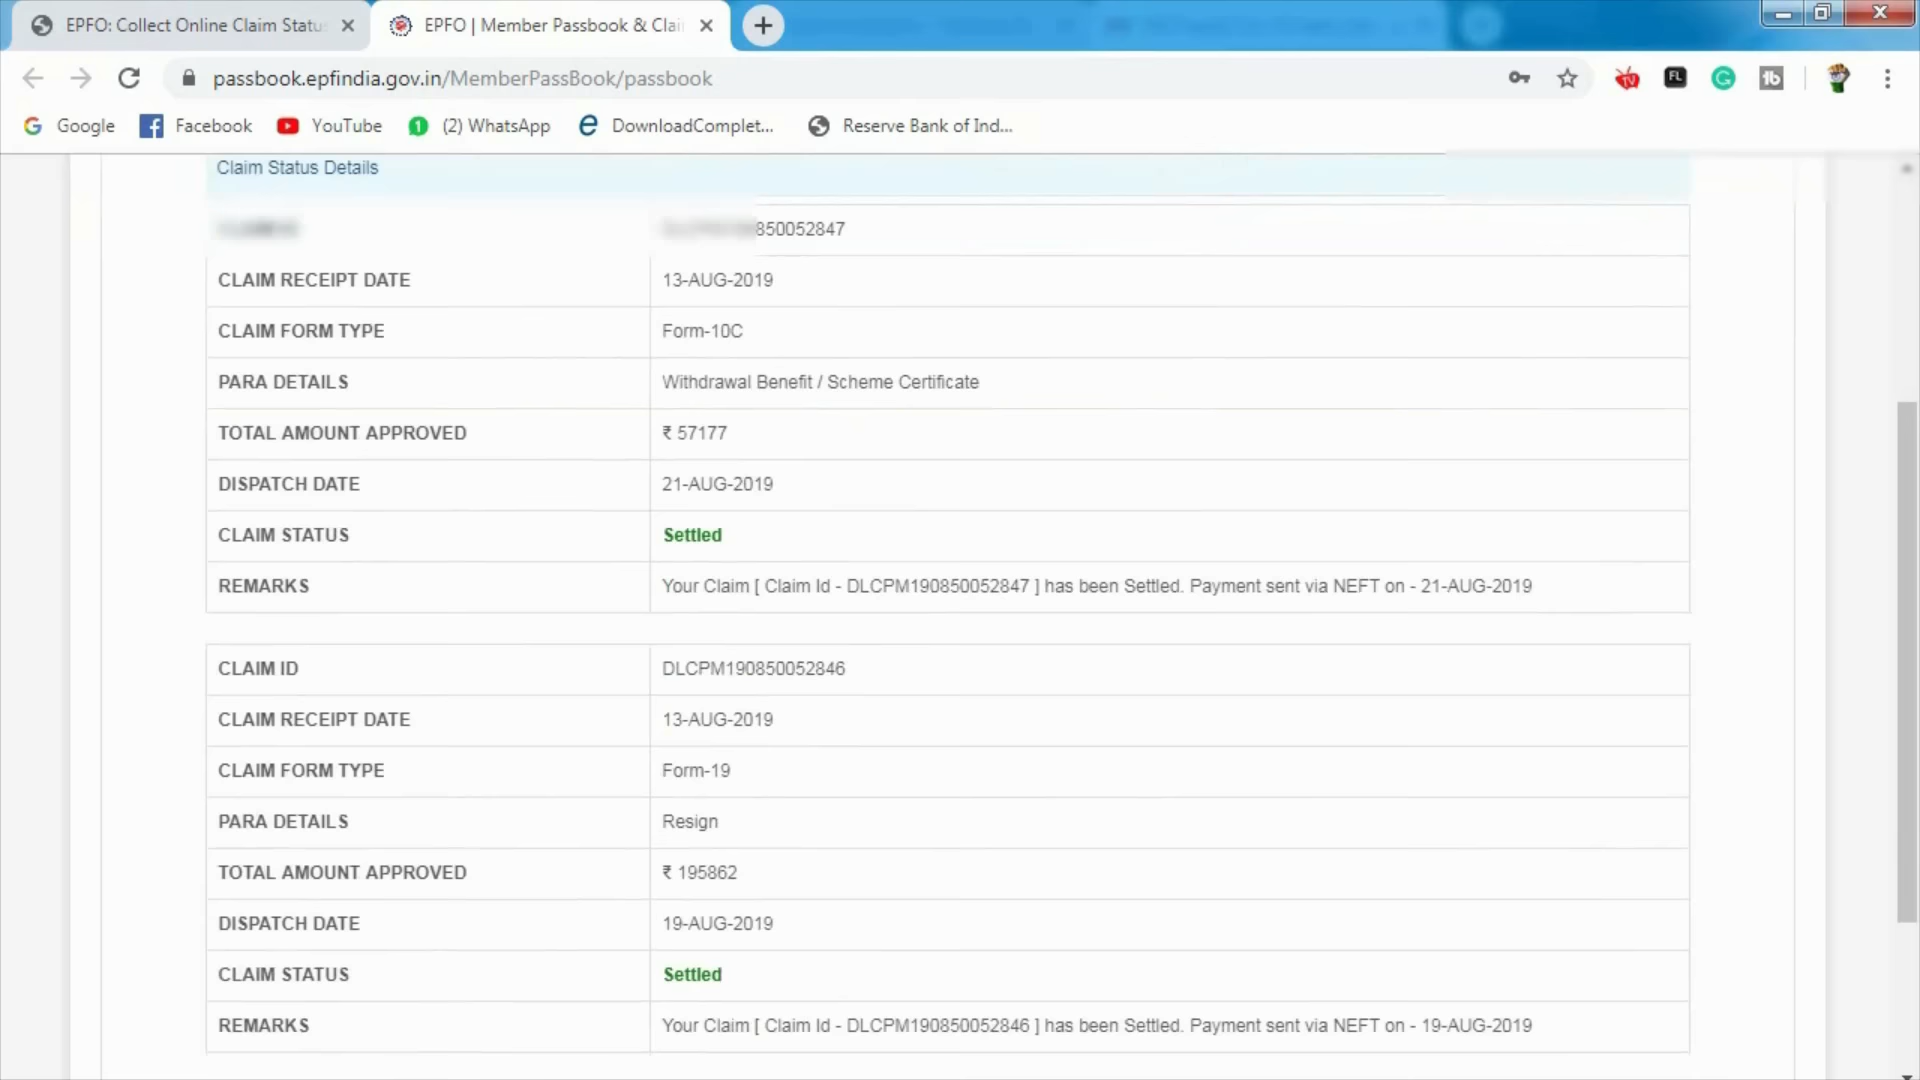 EPFO: Collect Online Claim Statu
EPFO | Member Passbook & Clai
passbook.epfindia.gov.in/MemberPassBook/passbook
Google
Facebook
YouTube
(2) WhatsApp
DownloadComplet...
Reserve Bank of Ind...
Claim Status Details
850052847
CLAIM RECEIPT DATE 13-AUG-2019
CLAIM FORM TYPE Form-10C
PARA DETAILS Withdrawal Benefit / Scheme Certificate
TOTAL AMOUNT APPROVED ₹ 57177
DISPATCH DATE 21-AUG-2019
CLAIM STATUS Settled
REMARKS Your Claim [ Claim Id - DLCPM190850052847 ] has been Settled. Payment sent via NEFT on - 21-AUG-2019
CLAIM ID DLCPM190850052846
CLAIM RECEIPT DATE 13-AUG-2019
CLAIM FORM TYPE Form-19
PARA DETAILS Resign
TOTAL AMOUNT APPROVED ₹ 195862
DISPATCH DATE 19-AUG-2019
CLAIM STATUS Settled
REMARKS Your Claim [ Claim Id - DLCPM190850052846 ] has been Settled. Payment sent via NEFT on - 19-AUG-2019